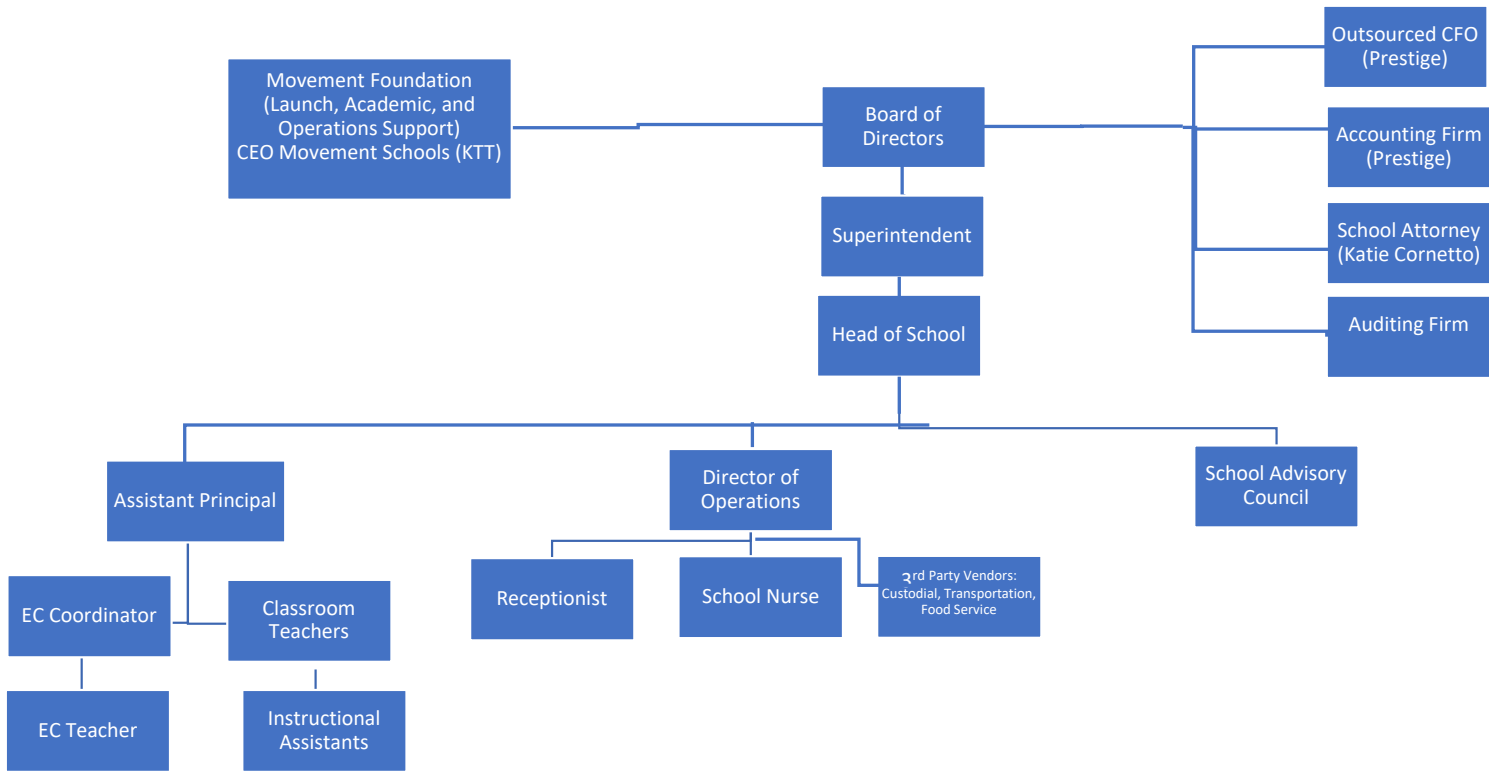 Outsourced CFO
(Prestige)
Movement Foundation
(Launch, Academic, and
Operations Support)
CEO Movement Schools (KTT)
Board of
Directors
Accounting Firm
(Prestige)
Superintendent
School Attorney
(Katie Cornetto)
Head of School
Auditing Firm
Assistant Principal
Director of
Operations
School Advisory
Council
EC Coordinator
Classroom
Teachers
Receptionist
School Nurse
3rd Party Vendors:
Custodial, Transportation,
Food Service
EC Teacher
Instructional
Assistants